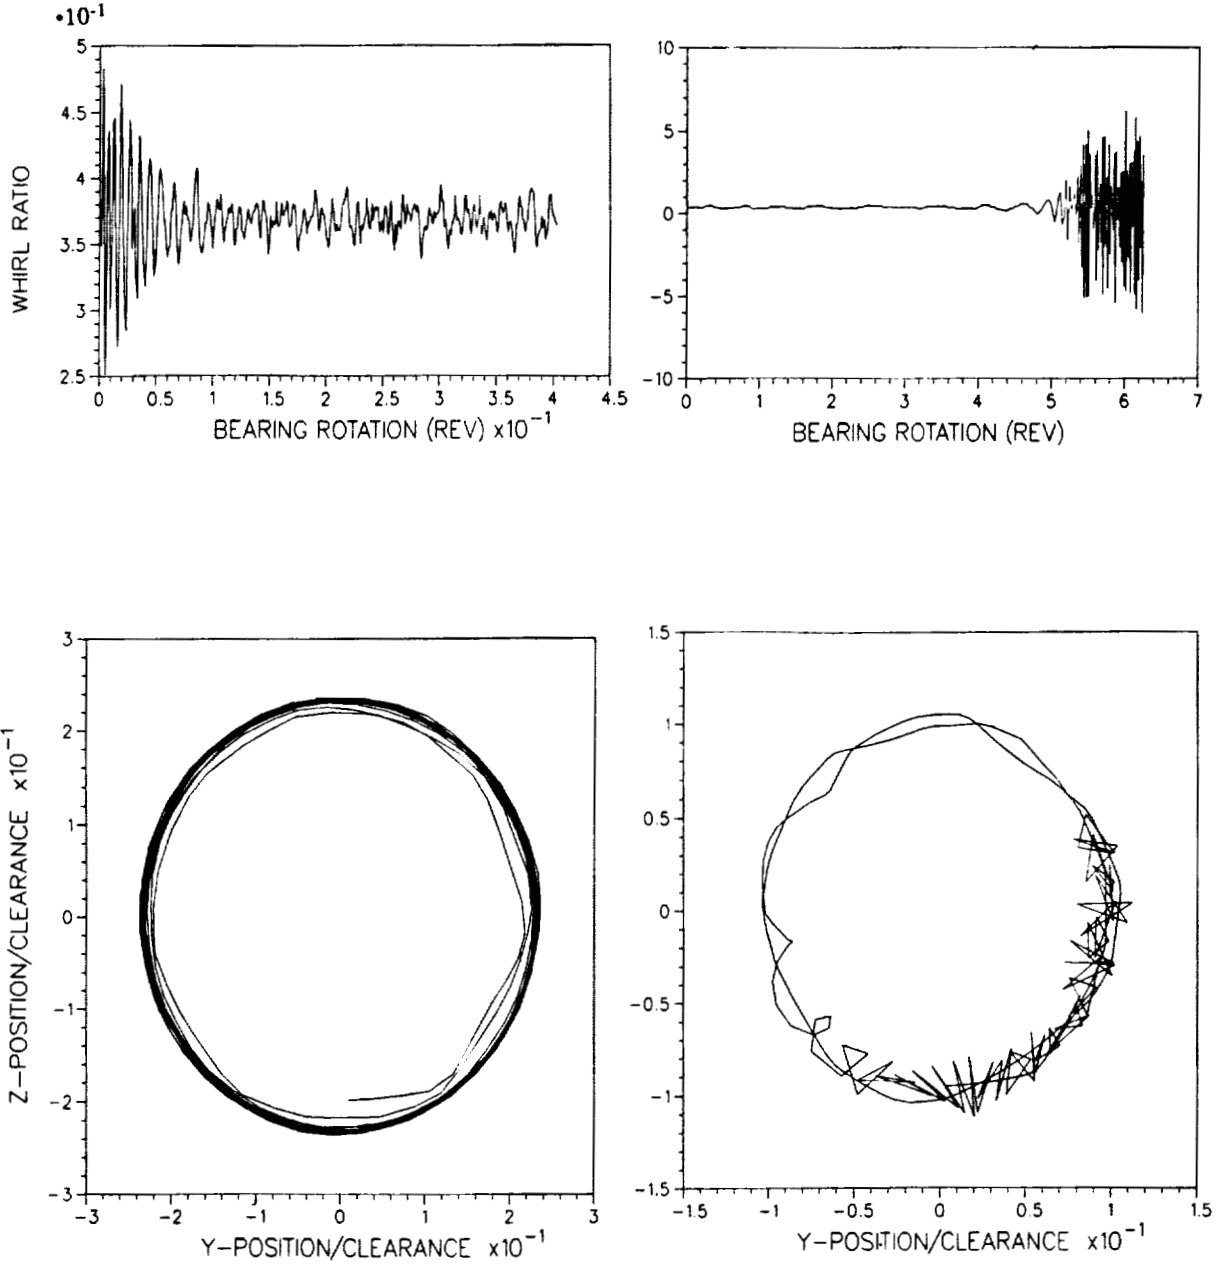 •10⁻¹
5
4.5
4
3.5
3
2.5
WHIRL RATIO
0 0.5 1 1.5 2 2.5 3 3.5 4 4.5
BEARING ROTATION (REV) x10⁻¹
10
5
0
−5
−10
0 1 2 3 4 5 6 7
BEARING ROTATION (REV)
3
2
1
0
−1
−2
−3
Z−POSITION/CLEARANCE x10⁻¹
−3 −2 −1 0 1 2 3
Y−POSITION/CLEARANCE x10⁻¹
1.5
1
0.5
0
−0.5
−1
−1.5
−1.5 −1 −0.5 0 0.5 1 1.5
Y−POSITION/CLEARANCE x10⁻¹